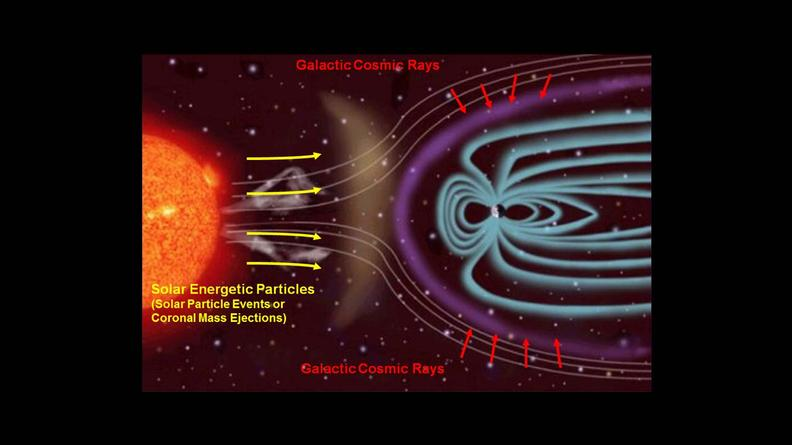 Galactic Cosmic Rays
Solar Energetic Particles
(Solar Particle Events or
Coronal Mass Ejections)
Galactic Cosmic Rays